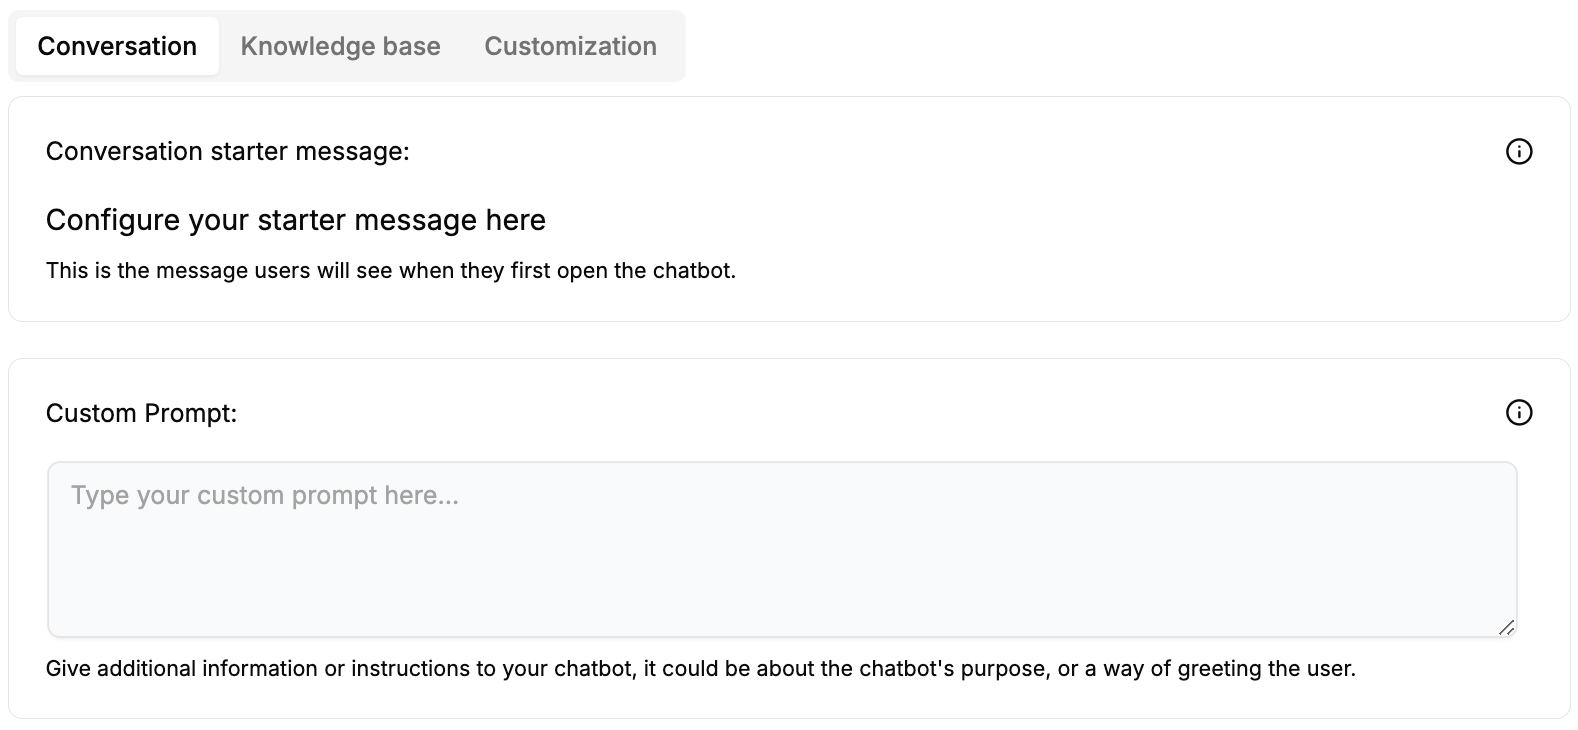 Conversation Knowledge base Customization
Conversation starter message:
Configure your starter message here
This is the message users will see when they first open the chatbot.
Custom Prompt:
Type your custom prompt here...
Give additional information or instructions to your chatbot, it could be about the chatbot's purpose, or a way of greeting the user.